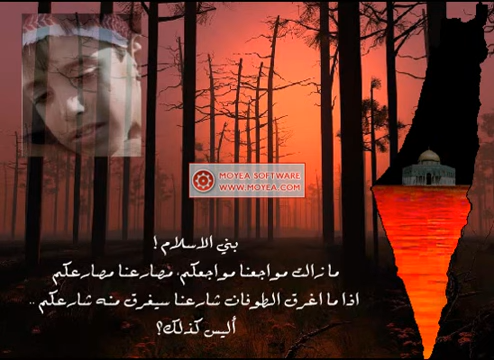 MOYEA SOFTWARE
WWW.MOYEA.COM
بني الاسلام !
ما زالت مواجعنا مواجعكم، مصارعنا مصارعكم
اذا ما اغرق الطوفان شارعنا سيغرق منه شارعكم ..
أليس كذلك؟